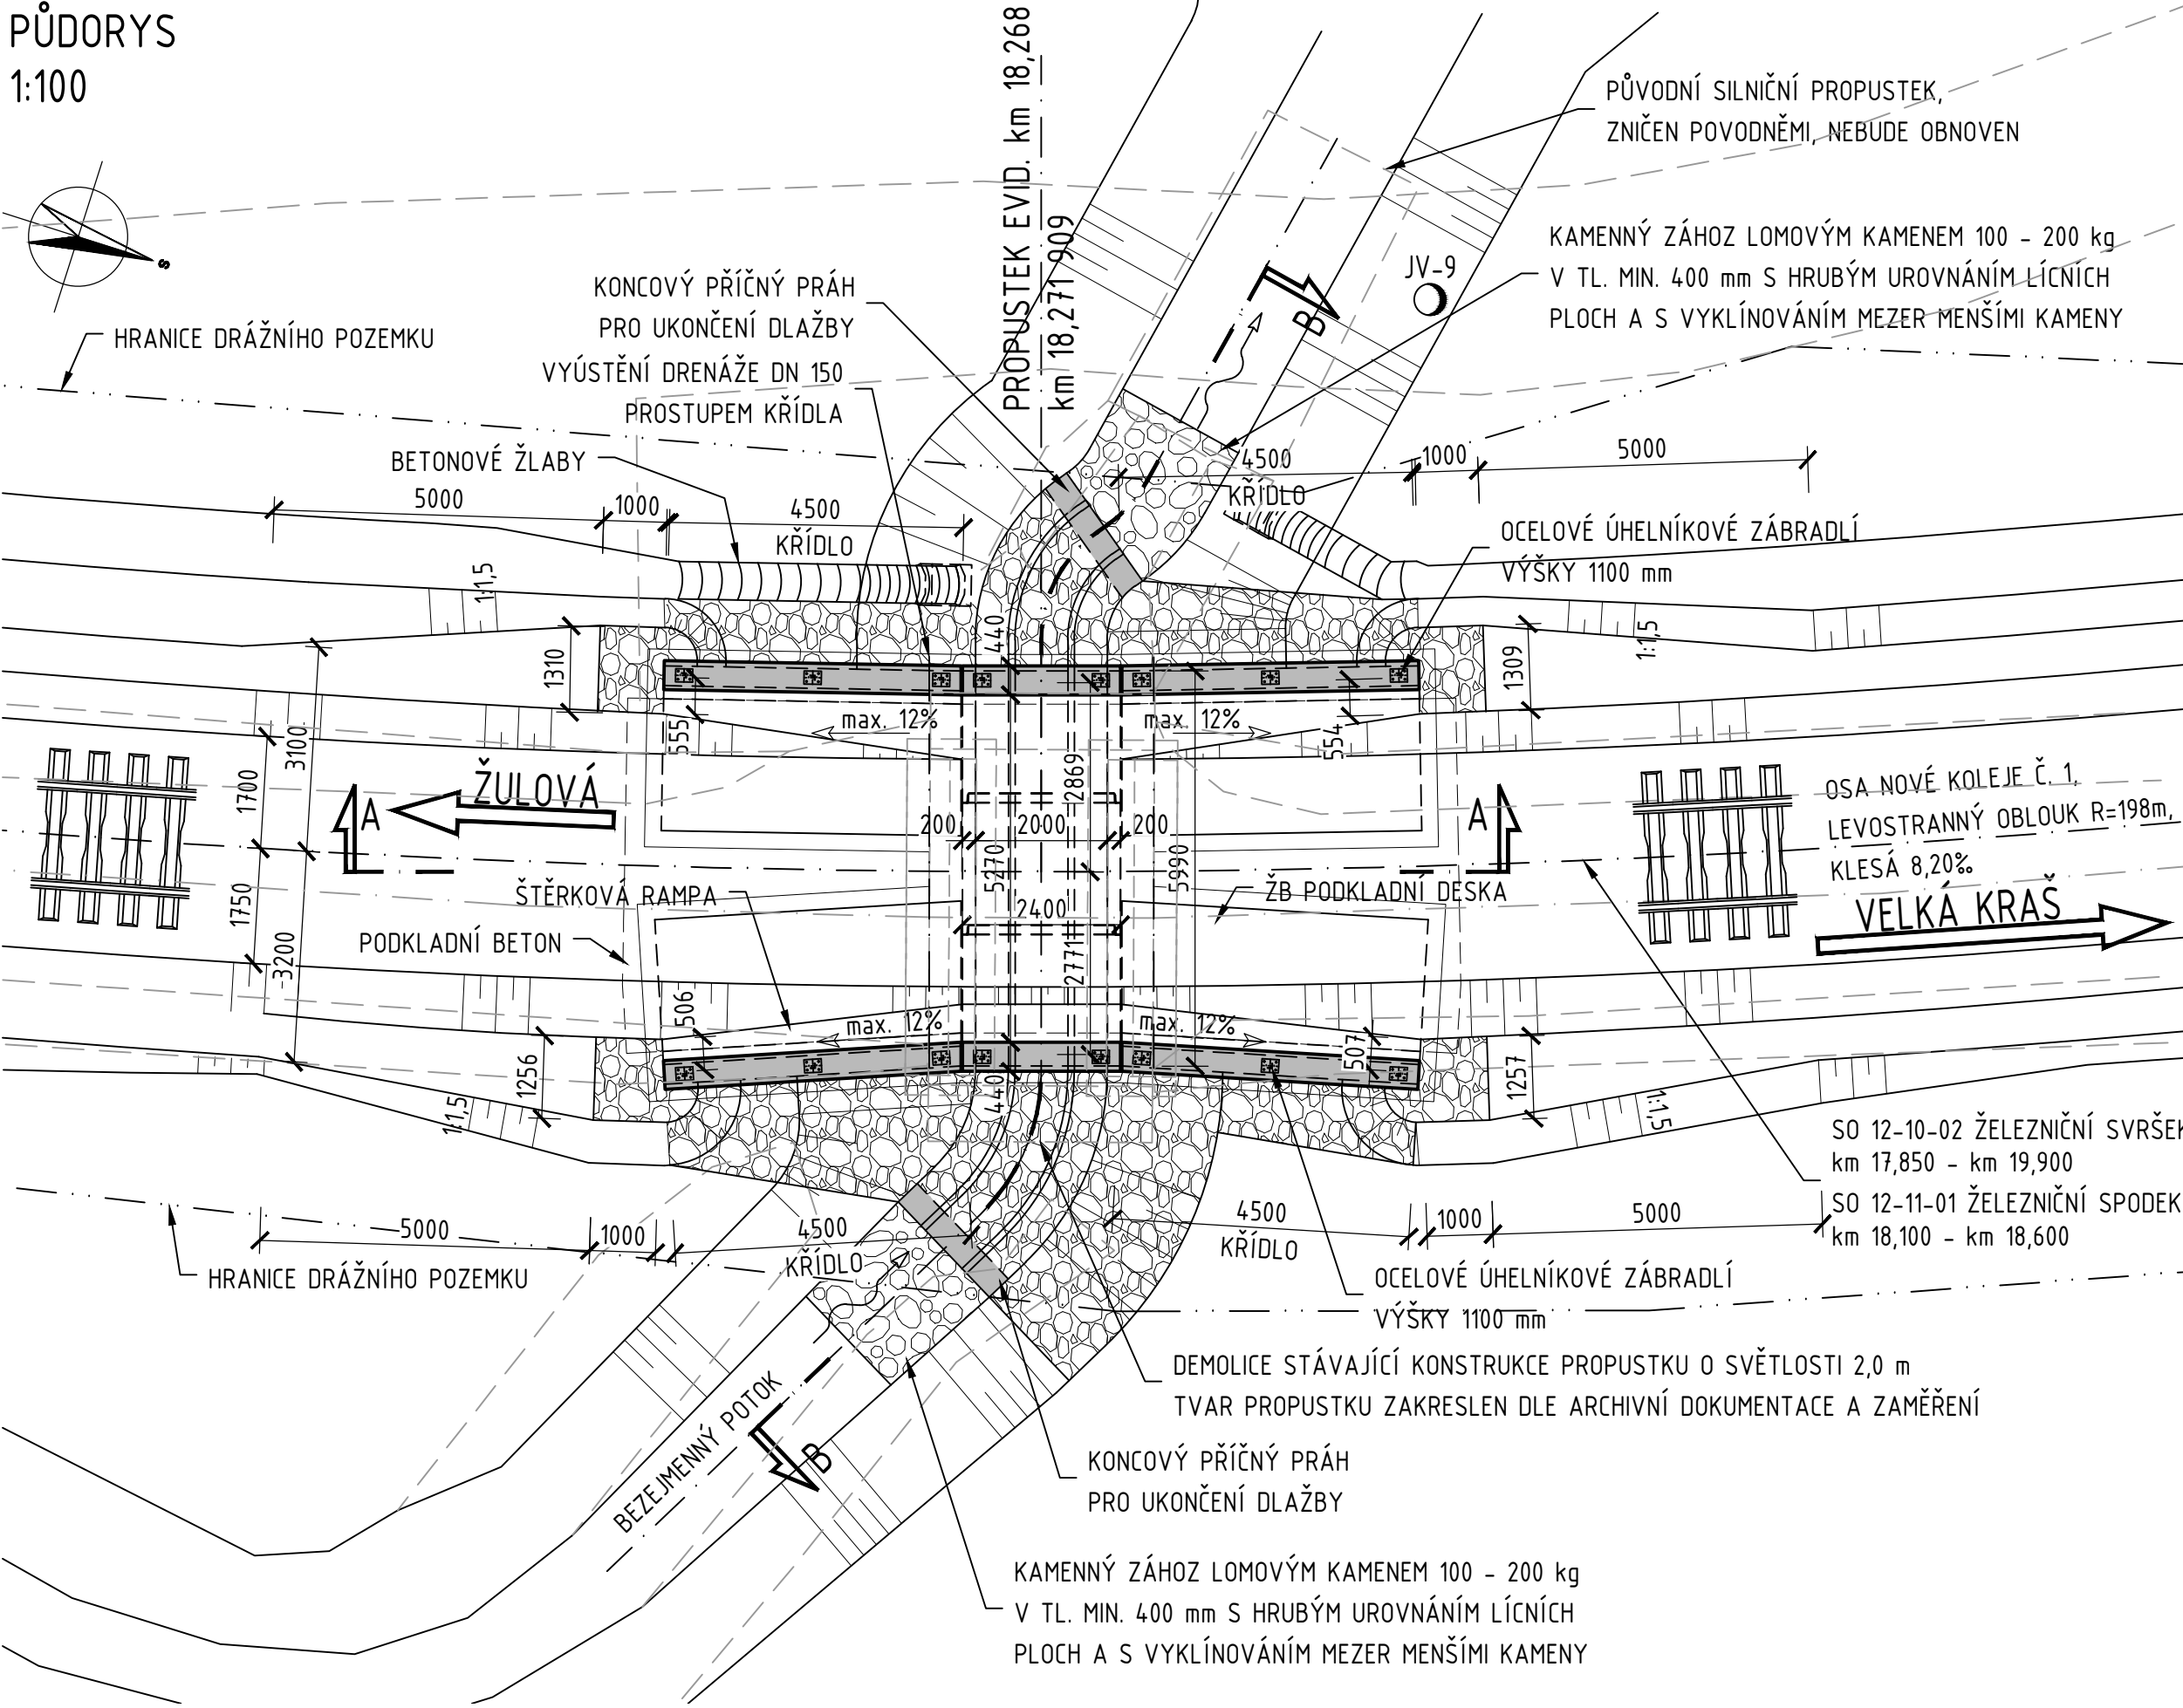 PŮDORYS
1:100
PROPUSTEK EVID. km 18,268
km 18,271 909
PŮVODNÍ SILNIČNÍ PROPUSTEK,
ZNIČEN POVODNĚMI, NEBUDE OBNOVEN
S
KAMENNÝ ZÁHOZ LOMOVÝM KAMENEM 100 - 200 kg
V TL. MIN. 400 mm S HRUBÝM UROVNÁNÍM LÍCNÍCH
PLOCH A S VYKLÍNOVÁNÍM MEZER MENŠÍMI KAMENY
JV-9
B
KONCOVÝ PŘÍČNÝ PRÁH
PRO UKONČENÍ DLAŽBY
HRANICE DRÁŽNÍHO POZEMKU
VYÚSTĚNÍ DRENÁŽE DN 150
PROSTUPEM KŘÍDLA
BETONOVÉ ŽLABY
5000
1000
4500
KŘÍDLO
4500
KŘÍDLO
1000
5000
OCELOVÉ ÚHELNÍKOVÉ ZÁBRADLÍ
VÝŠKY 1100 mm
1:1,5
1:1,5
1310
440
1309
555
max. 12%
max. 12%
554
3100
1700
2869
ŽULOVÁ
A
A
200
2000
200
OSA NOVÉ KOLEJE Č. 1,
LEVOSTRANNÝ OBLOUK R=198m,
KLESÁ 8,20‰
VELKÁ KRAŠ
5270
5990
1750
ŠTĚRKOVÁ RAMPA
ŽB PODKLADNÍ DESKA
2400
PODKLADNÍ BETON
3200
2771
506
max. 12%
max. 12%
507
1256
440
1257
1:1,5
1:1,5
SO 12-10-02 ŽELEZNIČNÍ SVRŠEK
km 17,850 - km 19,900
SO 12-11-01 ŽELEZNIČNÍ SPODEK
km 18,100 - km 18,600
5000
1000
4500
KŘÍDLO
4500
KŘÍDLO
1000
5000
HRANICE DRÁŽNÍHO POZEMKU
OCELOVÉ ÚHELNÍKOVÉ ZÁBRADLÍ
VÝŠKY 1100 mm
DEMOLICE STÁVAJÍCÍ KONSTRUKCE PROPUSTKU O SVĚTLOSTI 2,0 m
TVAR PROPUSTKU ZAKRESLEN DLE ARCHIVNÍ DOKUMENTACE A ZAMĚŘENÍ
BEZEJMENNÝ POTOK
B
KONCOVÝ PŘÍČNÝ PRÁH
PRO UKONČENÍ DLAŽBY
KAMENNÝ ZÁHOZ LOMOVÝM KAMENEM 100 - 200 kg
V TL. MIN. 400 mm S HRUBÝM UROVNÁNÍM LÍCNÍCH
PLOCH A S VYKLÍNOVÁNÍM MEZER MENŠÍMI KAMENY